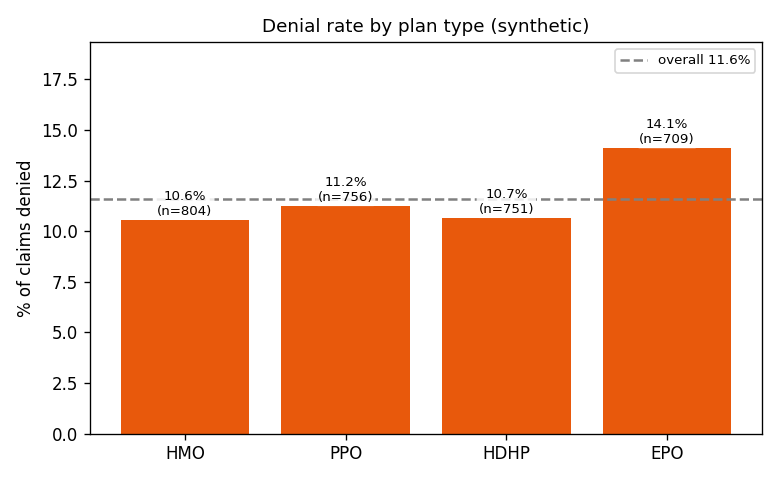 Denial rate by plan type (synthetic)
overall 11.6%
% of claims denied
17.5
15.0
12.5
10.0
7.5
5.0
2.5
0.0
10.6%
(n=804)
11.2%
(n=756)
10.7%
(n=751)
14.1%
(n=709)
HMO
PPO
HDHP
EPO